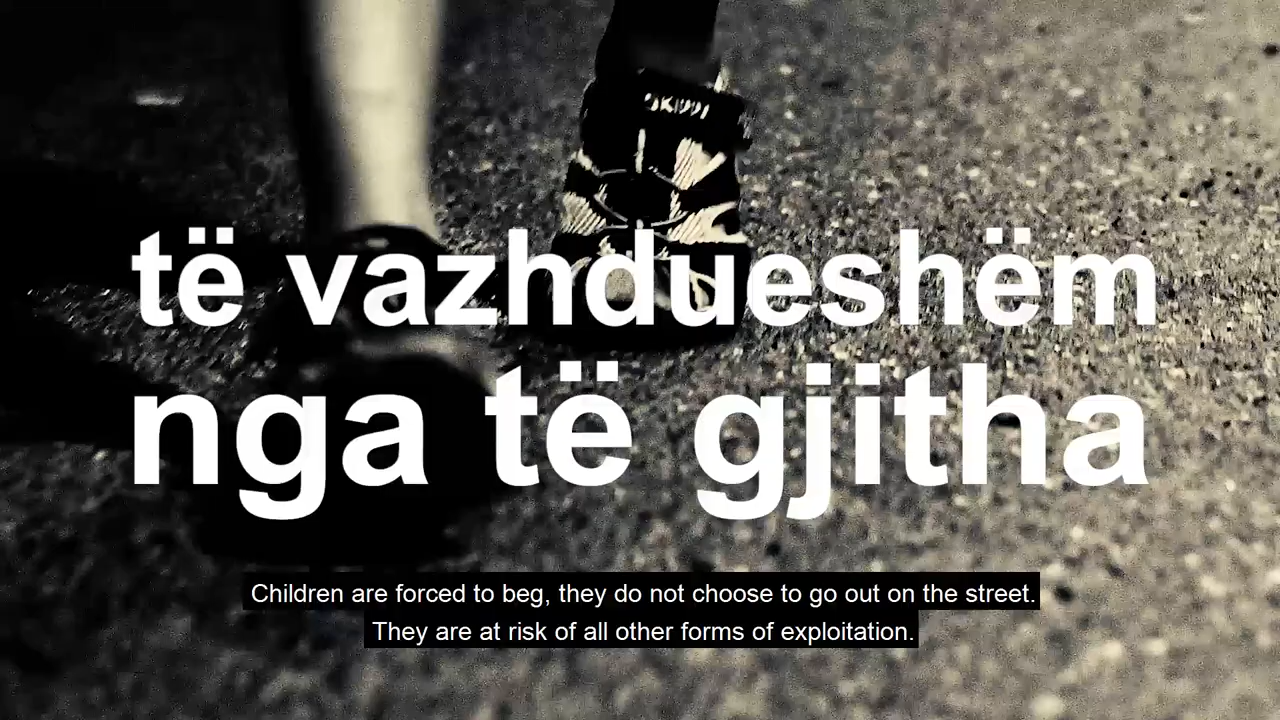 të vazhdueshëm
nga të gjitha
Children are forced to beg, they do not choose to go out on the street.
They are at risk of all other forms of exploitation.